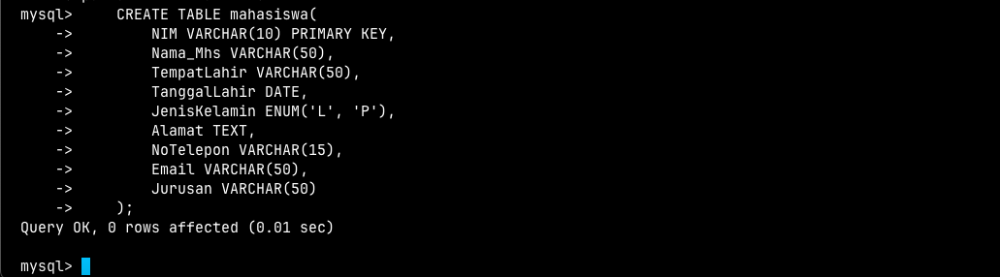 mysql>     CREATE TABLE mahasiswa(
    ->         NIM VARCHAR(10) PRIMARY KEY,
    ->         Nama_Mhs VARCHAR(50),
    ->         TempatLahir VARCHAR(50),
    ->         TanggalLahir DATE,
    ->         JenisKelamin ENUM('L', 'P'),
    ->         Alamat TEXT,
    ->         NoTelepon VARCHAR(15),
    ->         Email VARCHAR(50),
    ->         Jurusan VARCHAR(50)
    ->     );
Query OK, 0 rows affected (0.01 sec)
mysql>